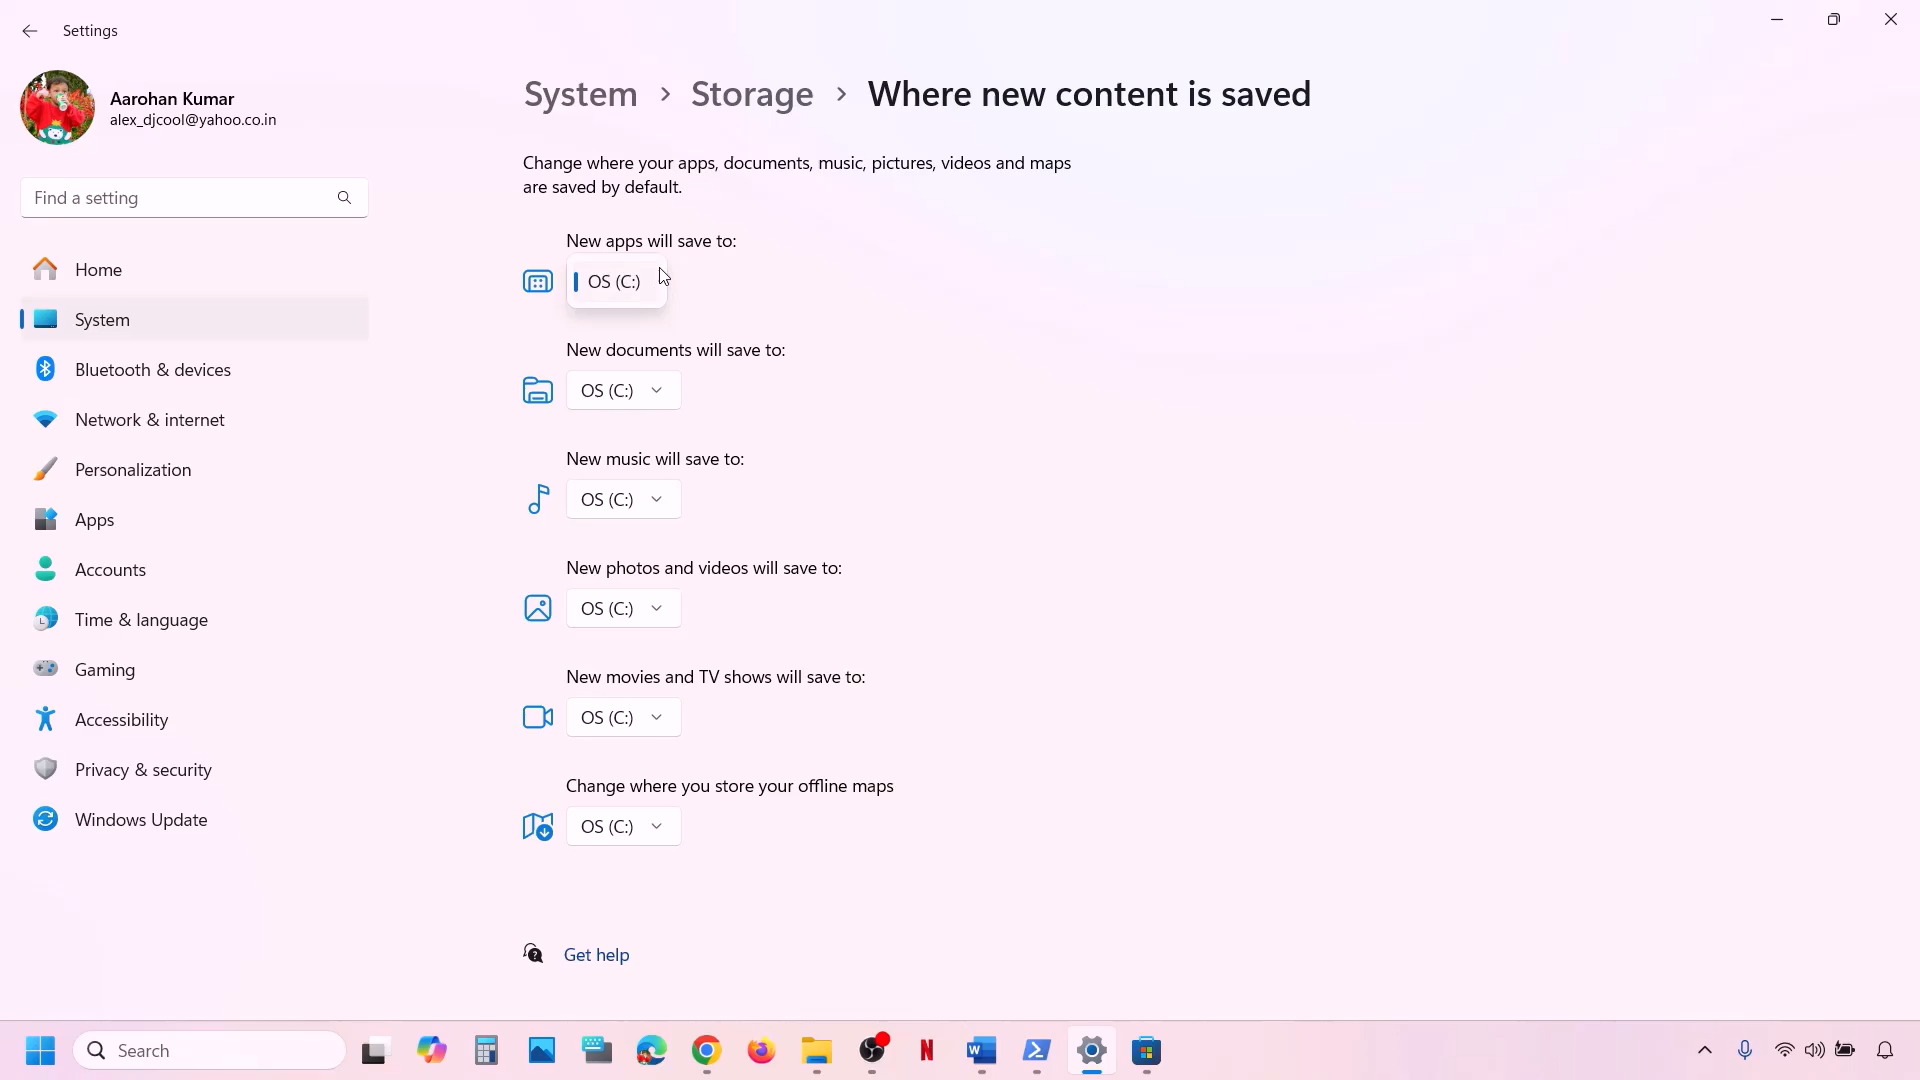 Settings
Aarohan Kumar
alex_djcool@yahoo.co.in
Find a setting
Home
System
Bluetooth & devices
Network & internet
Personalization
Apps
Accounts
Time & language
Gaming
Accessibility
Privacy & security
Windows Update
System > Storage > Where new content is saved
Change where your apps, documents, music, pictures, videos and maps
are saved by default.
New apps will save to:
OS (C:)
New documents will save to:
OS (C:)
New music will save to:
OS (C:)
New photos and videos will save to:
OS (C:)
New movies and TV shows will save to:
OS (C:)
Change where you store your offline maps
OS (C:)
Get help
Search